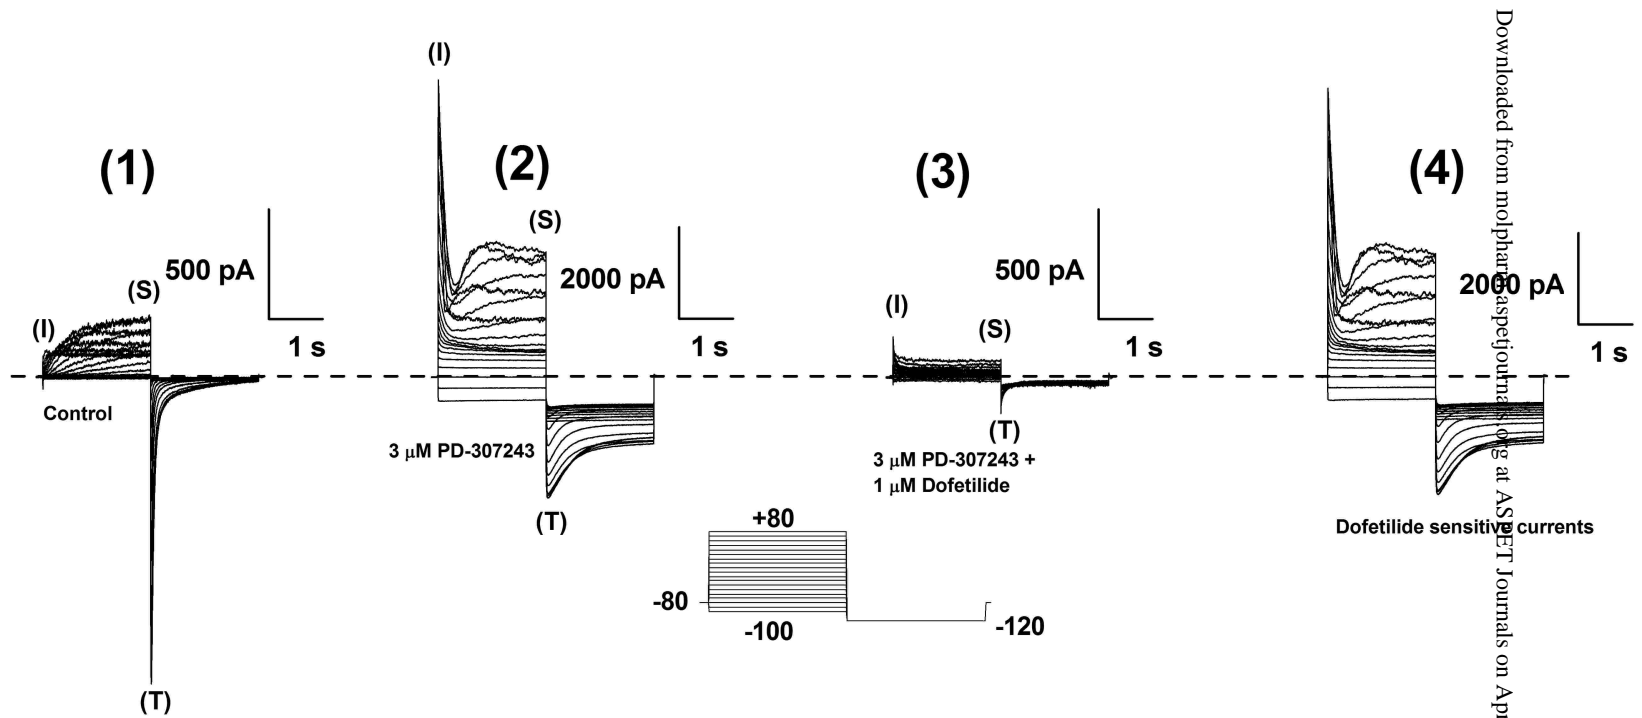 (1)
(I)
(S)
500 pA
1 s
Control
(T)
(I)
(2)
(S)
2000 pA
1 s
3 μM PD-307243
(T)
(3)
(I)
(S)
500 pA
1 s
(T)
3 μM PD-307243 +
1 μM Dofetilide
(4)
2000 pA
1 s
Dofetilide sensitive currents
+80
-80
-100
-120
Downloaded from molpharm.aspetjournals.org at ASPET Journals on